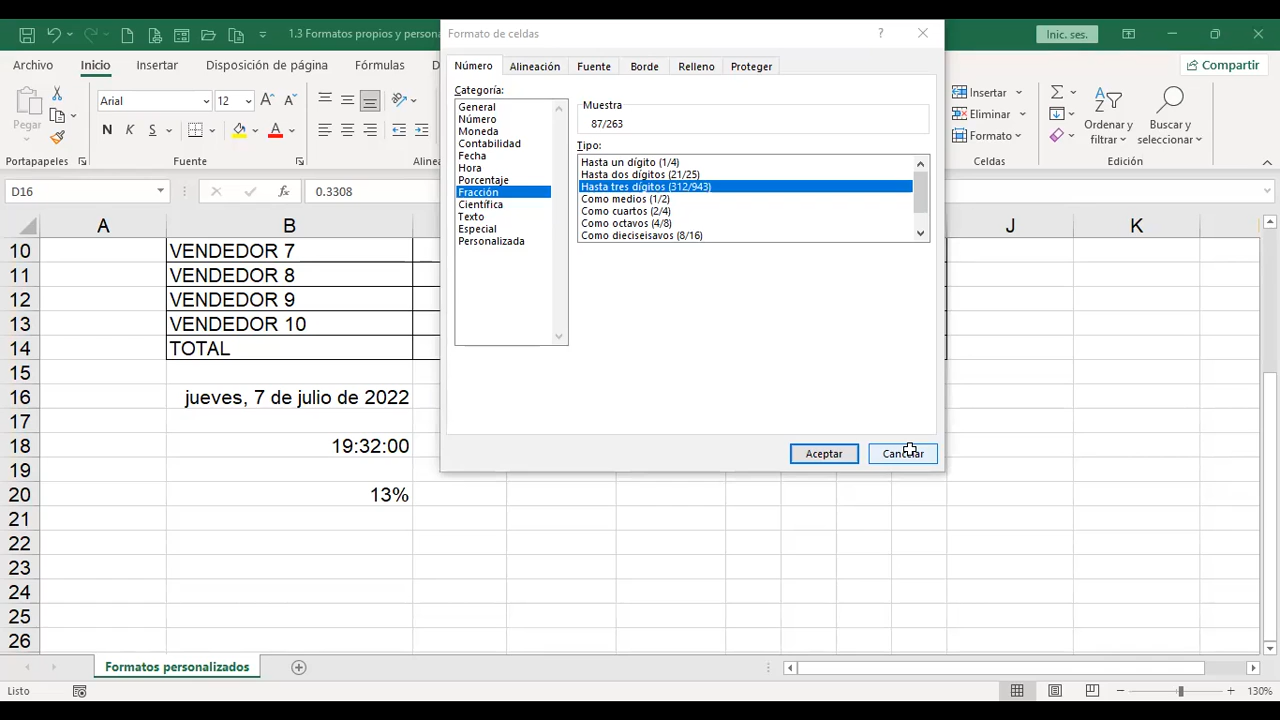 1.3 Formatos propios y persona
Formato de celdas
?
Inic. ses.
Archivo
Inicio
Insertar
Disposición de página
Fórmulas
D
Número
Alineación
Fuente
Borde
Relleno
Proteger
Compartir
Pegar
Arial
12
N
K
S
Insertar
Eliminar
Formato
Ordenar y
filtrar
Buscar y
seleccionar
Portapapeles
Fuente
Aline
Celdas
Edición
Categoría:
General
Número
Moneda
Contabilidad
Fecha
Hora
Porcentaje
Fracción
Científica
Texto
Especial
Personalizada
Muestra
87/263
Tipo:
Hasta un dígito (1/4)
Hasta dos dígitos (21/25)
Hasta tres dígitos (312/943)
Como medios (1/2)
Como cuartos (2/4)
Como octavos (4/8)
Como dieciseisavos (8/16)
Aceptar
D16
fx
0.3308
A
B
J
K
10
VENDEDOR 7
11
VENDEDOR 8
12
VENDEDOR 9
13
VENDEDOR 10
14
TOTAL
15
16
jueves, 7 de julio de 2022
17
18
19:32:00
19
20
13%
21
22
23
24
25
26
Formatos personalizados
Listo
130%